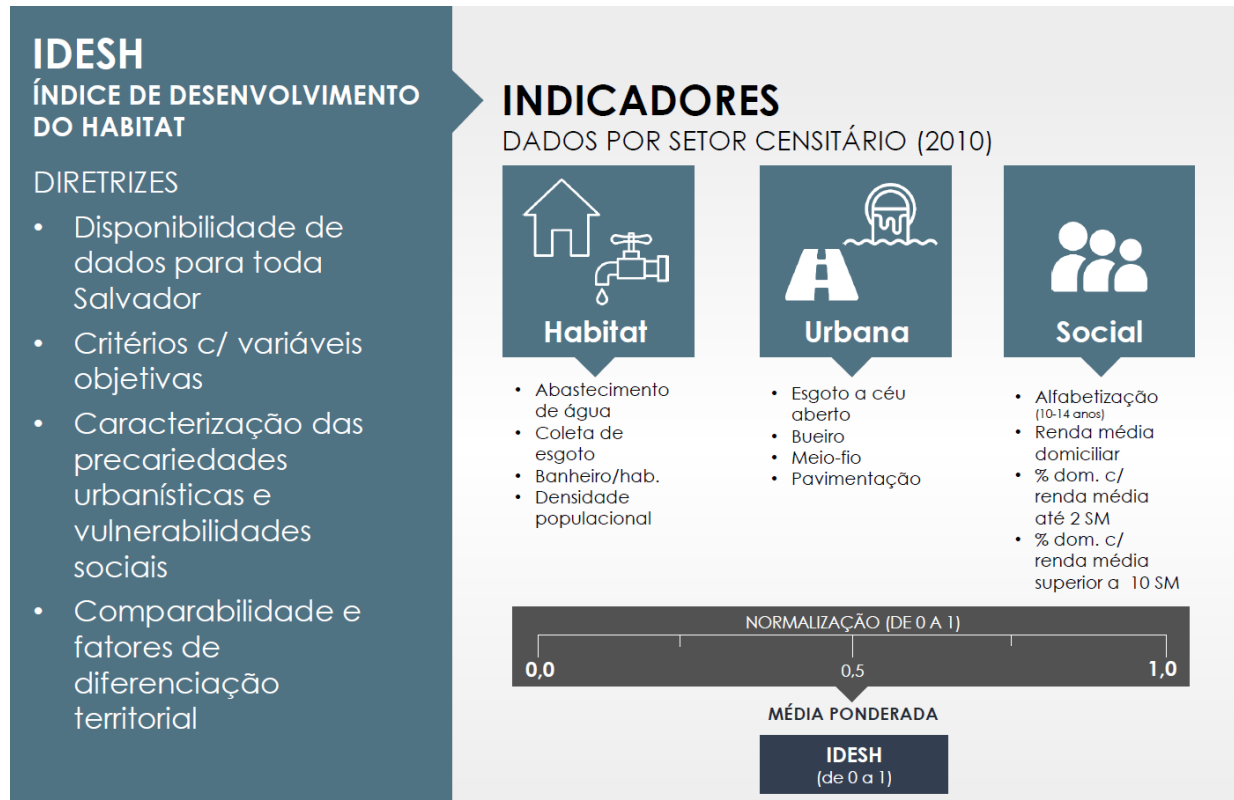 IDESH
ÍNDICE DE DESENVOLVIMENTO
DO HABITAT
DIRETRIZES
• Disponibilidade de
dados para toda
Salvador
• Critérios c/ variáveis
objetivas
• Caracterização das
precariedades
urbanísticas e
vulnerabilidades
sociais
• Comparabilidade e
fatores de
diferenciação
territorial
INDICADORES
DADOS POR SETOR CENSITÁRIO (2010)
Habitat
• Abastecimento
de água
• Coleta de
esgoto
• Banheiro/hab.
• Densidade
populacional
Urbana
• Esgoto a céu
aberto
• Bueiro
• Meio-fio
• Pavimentação
Social
• Alfabetização
(10-14 anos)
• Renda média
domiciliar
• % dom. c/
renda média
até 2 SM
• % dom. c/
renda média
superior a 10 SM
NORMALIZAÇÃO (DE 0 A 1)
0,0 0,5 1,0
MÉDIA PONDERADA
IDESH
(de 0 a 1)